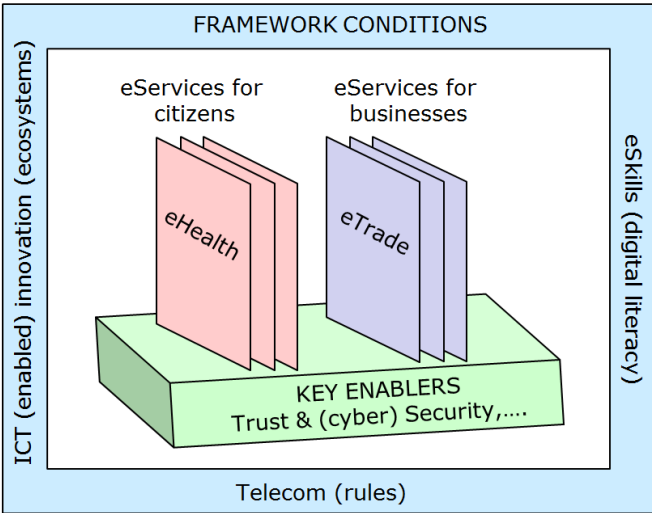 FRAMEWORK CONDITIONS
ICT (enabled) innovation (ecosystems)
eServices for
citizens
eServices for
businesses
eHealth
eTrade
eSkills (digital literacy)
KEY ENABLERS
Trust & (cyber) Security,....
Telecom (rules)